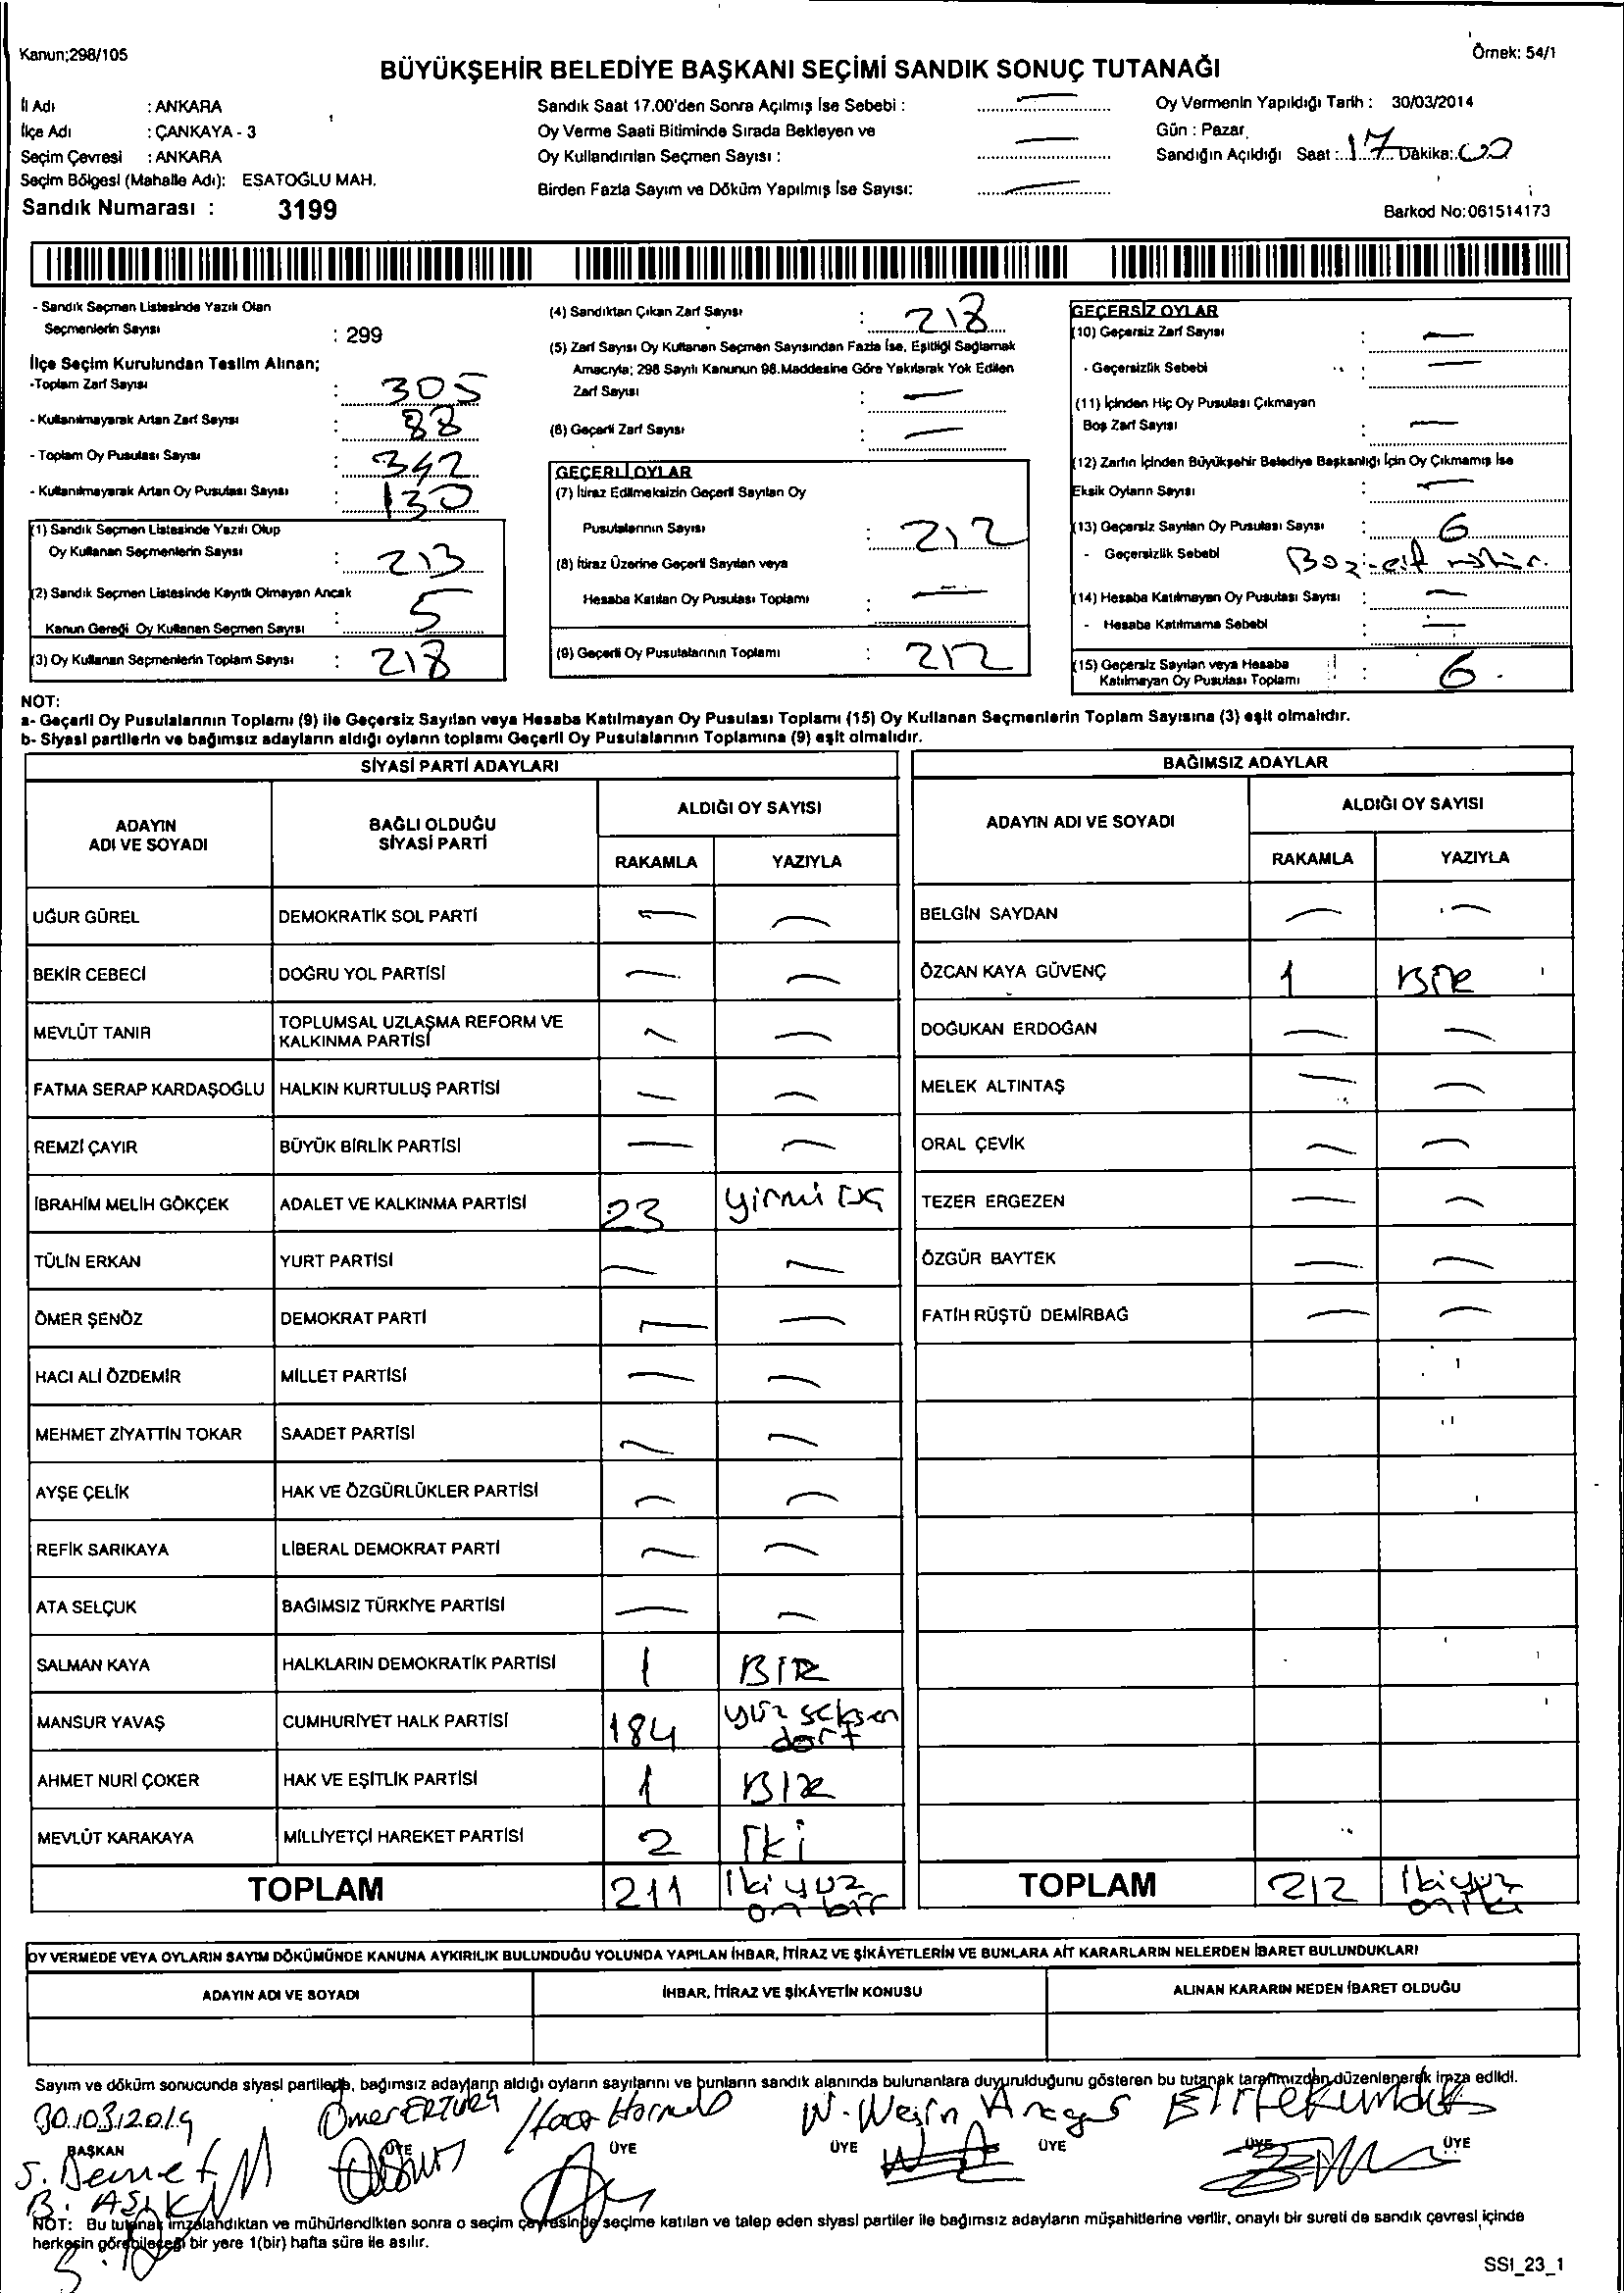 Kanun;298/105
Örnek: 54/1
BÜYÜKŞEHİR BELEDİYE BAŞKANI SEÇİMİ SANDIK SONUÇ TUTANAĞI
İl Adı : ANKARA
İlçe Adı : ÇANKAYA - 3
Seçim Çevresi : ANKARA
Seçim Bölgesi (Mahalle Adı): ESATOĞLU MAH.
Sandık Numarası : 3199
Sandık Saat 17.00'den Sonra Açılmış İse Sebebi : —
Oy Verme Saati Bitiminde Sırada Bekleyen ve
Oy Kullandırılan Seçmen Sayısı : —
Birden Fazla Sayım ve Döküm Yapılmış İse Sayısı: —
Oy Vermenin Yapıldığı Tarih : 30/03/2014
Gün : Pazar
Sandığın Açıldığı Saat : 17 Dakika: 00
Barkod No:061514173
- Sandık Seçmen Listesinde Yazılı Olan
Seçmenlerin Sayısı : 299
İlçe Seçim Kurulundan Teslim Alınan;
-Toplam Zarf Sayısı : 305
- Kullanılmayarak Artan Zarf Sayısı : 88
- Toplam Oy Pusulası Sayısı : 342
- Kullanılmayarak Artan Oy Pusulası Sayısı : 130
(1) Sandık Seçmen Listesinde Yazılı Olup
Oy Kullanan Seçmenlerin Sayısı : 213
(2) Sandık Seçmen Listesinde Kayıtlı Olmayan Ancak
Kanun Gereği Oy Kullanan Seçmen Sayısı : 5
(3) Oy Kullanan Seçmenlerin Toplam Sayısı : 218
(4) Sandıktan Çıkan Zarf Sayısı : 218
(5) Zarf Sayısı Oy Kullanan Seçmen Sayısından Fazla İse, Eşitliği Sağlamak
Amacıyla; 298 Sayılı Kanunun 98.Maddesine Göre Yakılarak Yok Edilen
Zarf Sayısı : —
(6) Geçerli Zarf Sayısı : —
GEÇERLİ OYLAR
(7) İtiraz Edilmeksizin Geçerli Sayılan Oy
Pusulalarının Sayısı : 212
(8) İtiraz Üzerine Geçerli Sayılan veya
Hesaba Katılan Oy Pusulası Toplamı : —
(9) Geçerli Oy Pusulalarının Toplamı : 212
GEÇERSİZ OYLAR
(10) Geçersiz Zarf Sayısı : —
- Geçersizlik Sebebi : —
(11) İçinden Hiç Oy Pusulası Çıkmayan
Boş Zarf Sayısı : —
(12) Zarfın İçinden Büyükşehir Belediye Başkanlığı İçin Oy Çıkmamış İse
Eksik Oyların Sayısı : —
(13) Geçersiz Sayılan Oy Pusulası Sayısı : 6
- Geçersizlik Sebebi
(14) Hesaba Katılmayan Oy Pusulası Sayısı : —
- Hesaba Katılmama Sebebi : —
(15) Geçersiz Sayılan veya Hesaba
Katılmayan Oy Pusulası Toplamı : 6
NOT:
a- Geçerli Oy Pusulalarının Toplamı (9) ile Geçersiz Sayılan veya Hesaba Katılmayan Oy Pusulası Toplamı (15) Oy Kullanan Seçmenlerin Toplam Sayısına (3) eşit olmalıdır.
b- Siyasi partilerin ve bağımsız adayların aldığı oyların toplamı Geçerli Oy Pusulalarının Toplamına (9) eşit olmalıdır.
SİYASİ PARTİ ADAYLARI
ADAYIN
ADI VE SOYADI
BAĞLI OLDUĞU
SİYASİ PARTİ
ALDIĞI OY SAYISI
RAKAMLA YAZIYLA
UĞUR GÜREL DEMOKRATİK SOL PARTİ — —
BEKİR CEBECİ DOĞRU YOL PARTİSİ — —
MEVLÜT TANIR TOPLUMSAL UZLAŞMA REFORM VE
KALKINMA PARTİSİ — —
FATMA SERAP KARDAŞOĞLU HALKIN KURTULUŞ PARTİSİ — —
REMZİ ÇAYIR BÜYÜK BİRLİK PARTİSİ — —
İBRAHİM MELİH GÖKÇEK ADALET VE KALKINMA PARTİSİ 23 yirmi üç
TÜLİN ERKAN YURT PARTİSİ — —
ÖMER ŞENÖZ DEMOKRAT PARTİ — —
HACI ALİ ÖZDEMİR MİLLET PARTİSİ — —
MEHMET ZİYATTİN TOKAR SAADET PARTİSİ — —
AYŞE ÇELİK HAK VE ÖZGÜRLÜKLER PARTİSİ — —
REFİK SARIKAYA LİBERAL DEMOKRAT PARTİ — —
ATA SELÇUK BAĞIMSIZ TÜRKİYE PARTİSİ — —
SALMAN KAYA HALKLARIN DEMOKRATİK PARTİSİ 1 BİR
MANSUR YAVAŞ CUMHURİYET HALK PARTİSİ 184 yüz seksen
dört
AHMET NURİ ÇOKER HAK VE EŞİTLİK PARTİSİ 1 BIR
MEVLÜT KARAKAYA MİLLİYETÇİ HAREKET PARTİSİ 2 İki
TOPLAM 211 İkiyuz
on bir
BAĞIMSIZ ADAYLAR
ADAYIN ADI VE SOYADI
ALDIĞI OY SAYISI
RAKAMLA YAZIYLA
BELGİN SAYDAN — —
ÖZCAN KAYA GÜVENÇ 1 BİR
DOĞUKAN ERDOĞAN — —
MELEK ALTINTAŞ — —
ORAL ÇEVİK — —
TEZER ERGEZEN — —
ÖZGÜR BAYTEK — —
FATİH RÜŞTÜ DEMİRBAĞ — —
TOPLAM 212 İkiyüz
oniki
OY VERMEDE VEYA OYLARIN SAYIM DÖKÜMÜNDE KANUNA AYKIRILIK BULUNDUĞU YOLUNDA YAPILAN İHBAR, İTİRAZ VE ŞİKÂYETLERİN VE BUNLARA AİT KARARLARIN NELERDEN İBARET BULUNDUKLARI
ADAYIN ADI VE SOYADI İHBAR, İTİRAZ VE ŞİKÂYETİN KONUSU ALINAN KARARIN NEDEN İBARET OLDUĞU
Sayım ve döküm sonucunda siyasi partilerle, bağımsız adayların aldığı oyların sayılarını ve bunların sandık alanında bulunanlara duyurulduğunu gösteren bu tutanak tarafımızdan düzenlenerek imza edildi.
BAŞKAN ÜYE ÜYE ÜYE ÜYE ÜYE ÜYE
NOT: Bu tutanak imzalandıktan ve mühürlendikten sonra o seçim çevresinde seçime katılan ve talep eden siyasi partiler ile bağımsız adayların müşahitlerine verilir, onaylı bir sureti de sandık çevresi içinde
herkesin görebileceği bir yere 1(bir) hafta süre ile asılır.
SSI_23_1